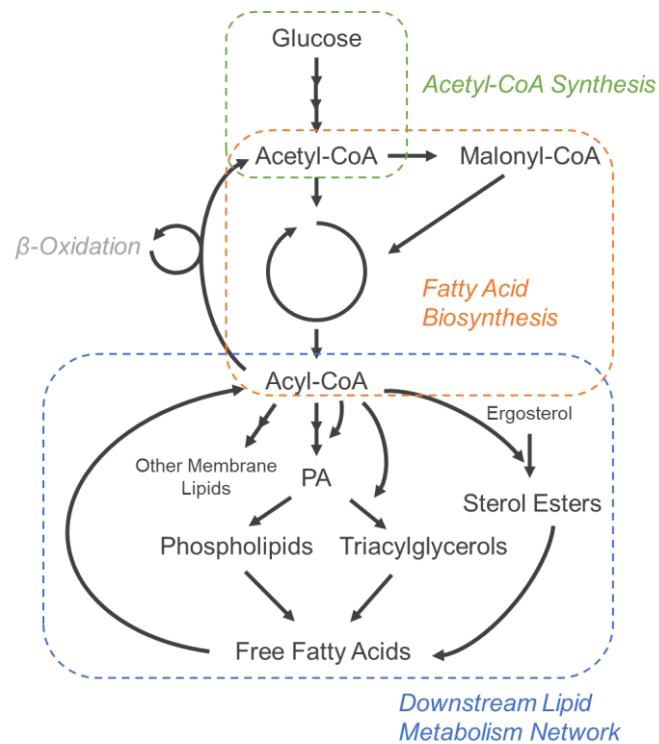 Glucose
Acetyl-CoA Synthesis
Acetyl-CoA
Malonyl-CoA
β-Oxidation
Fatty Acid
Biosynthesis
Acyl-CoA
Ergosterol
Other Membrane
Lipids
PA
Sterol Esters
Phospholipids
Triacylglycerols
Free Fatty Acids
Downstream Lipid
Metabolism Network